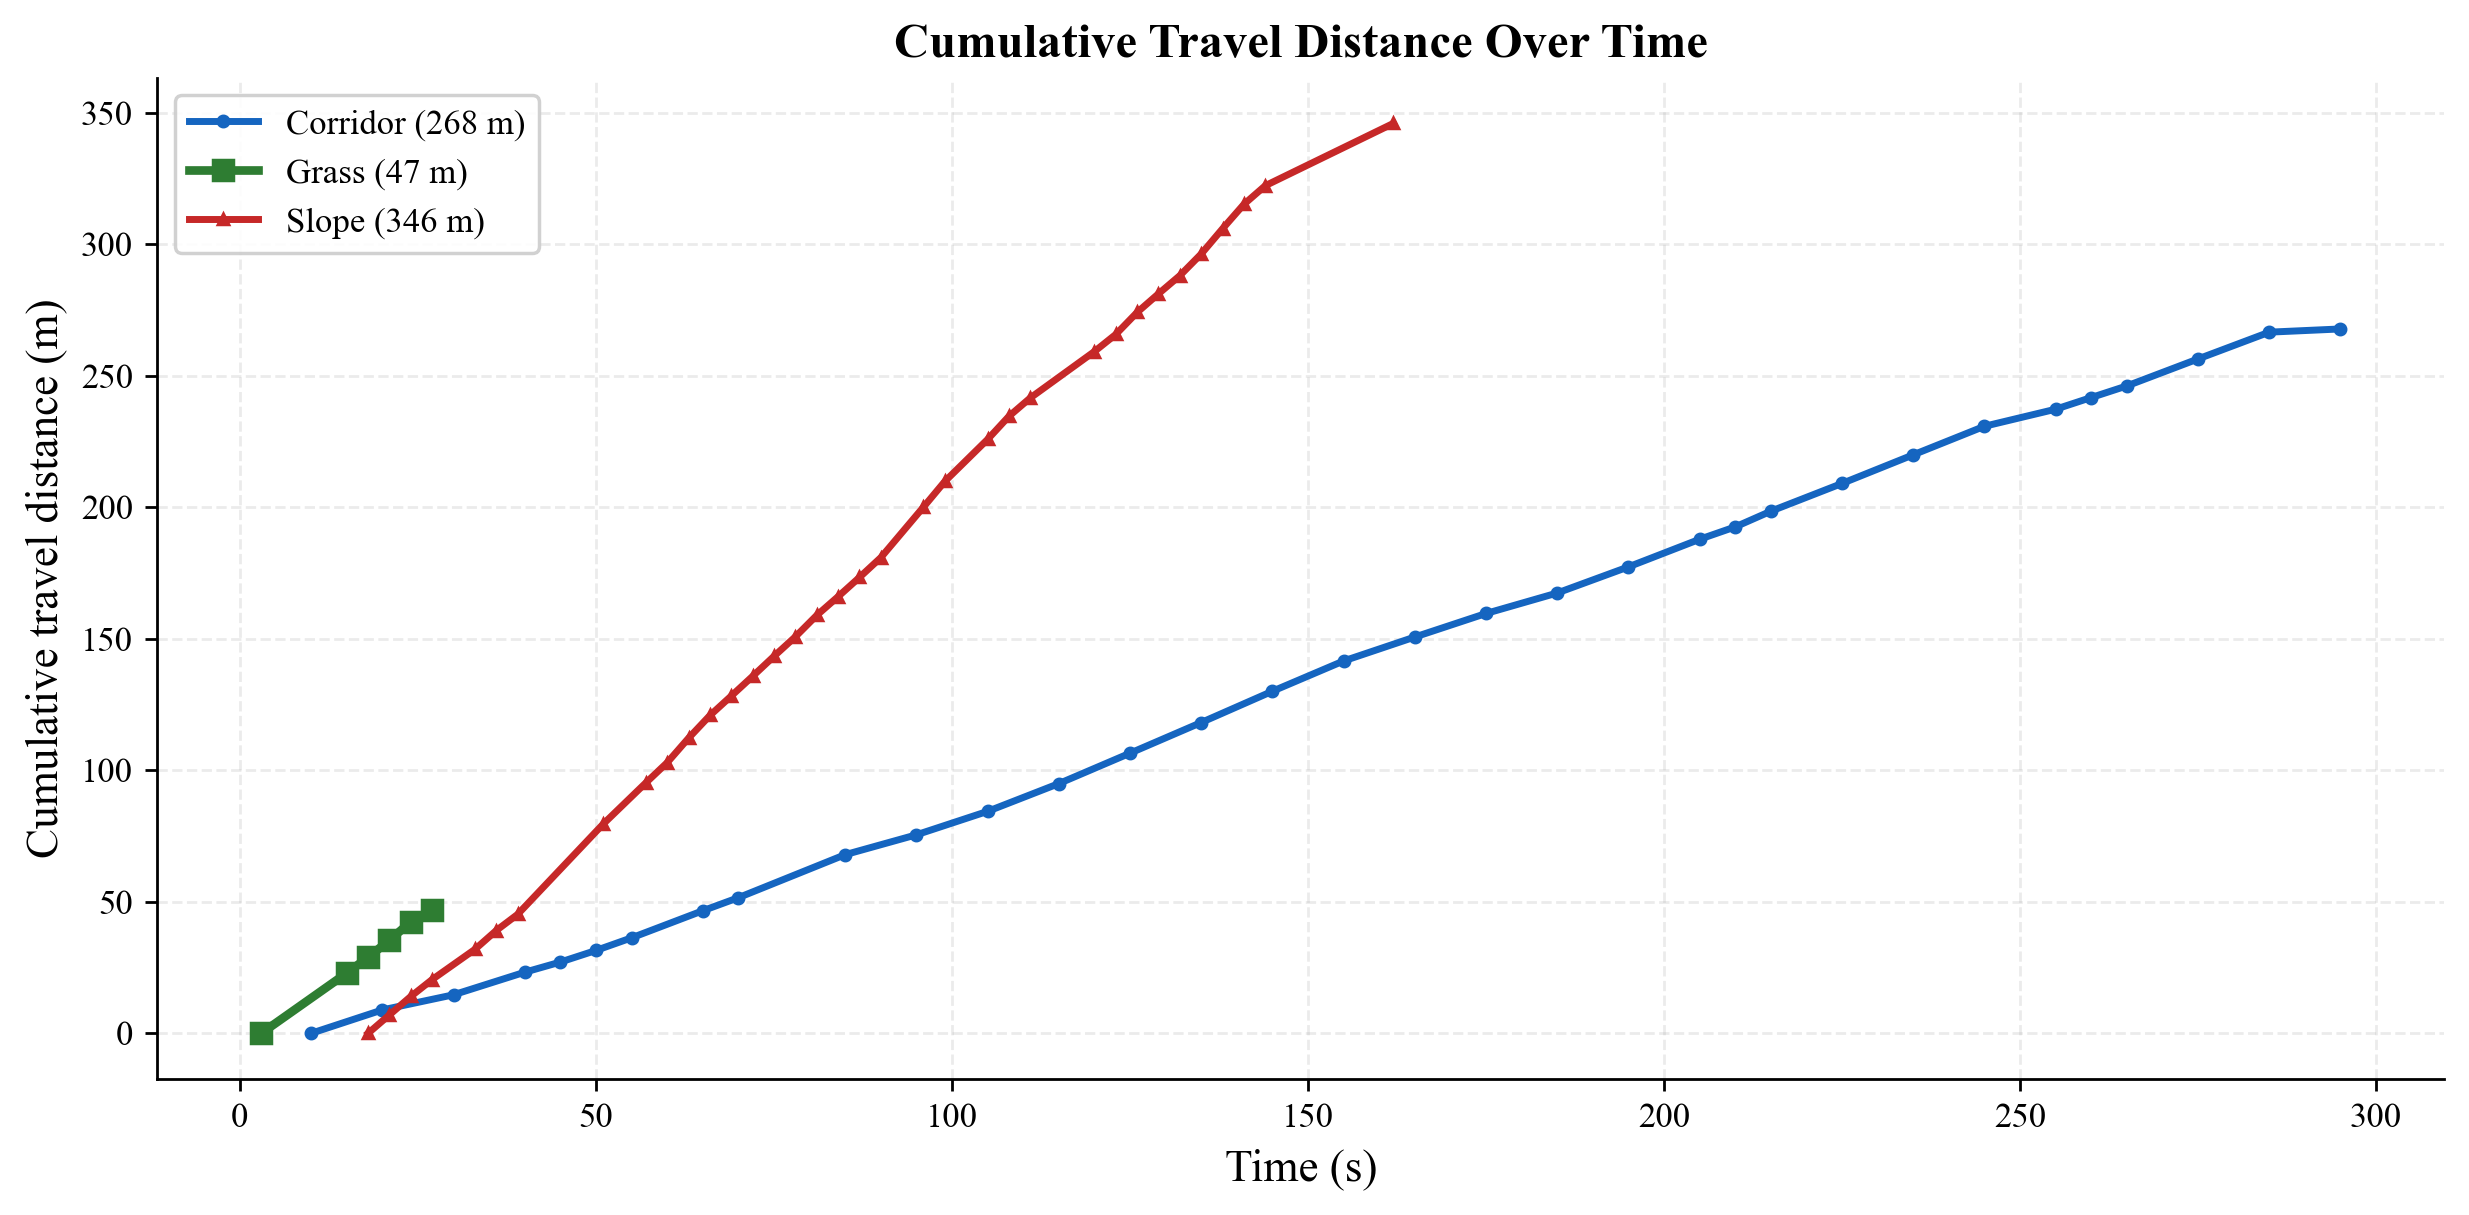 Cumulative Travel Distance Over Time
Corridor (268 m)
Grass (47 m)
Slope (346 m)
Cumulative travel distance (m)
350
300
250
200
150
100
50
0
0 50 100 150 200 250 300
Time (s)